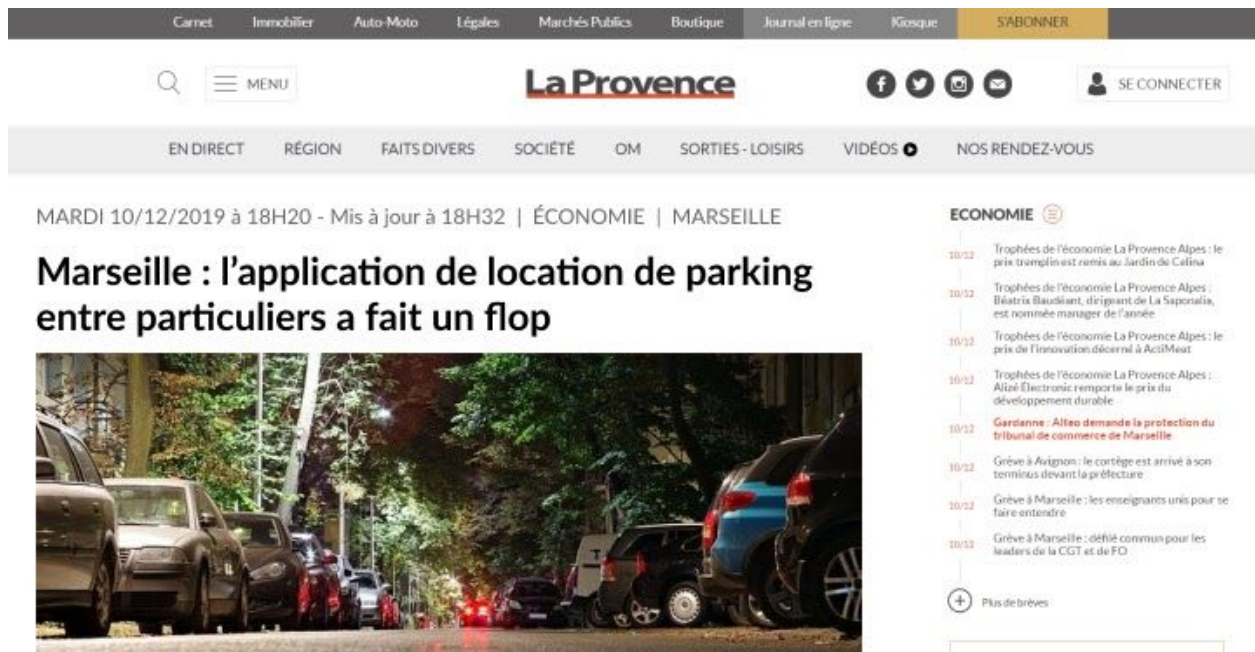 Carnet Immobilier Auto-Moto Légales Marchés Publics Boutique Journal en ligne Kiosque S'ABONNER
MENU
La Provence
SE CONNECTER
EN DIRECT RÉGION FAITS DIVERS SOCIÉTÉ OM SORTIES - LOISIRS VIDÉOS NOS RENDEZ-VOUS
MARDI 10/12/2019 à 18H20 - Mis à jour à 18H32 | ÉCONOMIE | MARSEILLE
Marseille : l'application de location de parking
entre particuliers a fait un flop
ECONOMIE
10/12 Trophées de l'économie La Provence Alpes : le
prix tremplin est remis au Jardin de Celina
10/12 Trophées de l'économie La Provence Alpes :
Béatrix Baudéant, dirigeant de La Saponalia,
est nommée manager de l'année
10/12 Trophées de l'économie La Provence Alpes : le
prix de l'innovation décerné à ActiMeat
10/12 Trophées de l'économie La Provence Alpes :
Alizé Électronic remporte le prix du
développement durable
10/12 Gardanne : Alteo demande la protection du
tribunal de commerce de Marseille
10/12 Grève à Avignon : le cortège est arrivé à son
terminus devant la préfecture
10/12 Grève à Marseille : les enseignants unis pour se
faire entendre
10/12 Grève à Marseille : défilé commun pour les
leaders de la CGT et de FO
Plus de brèves